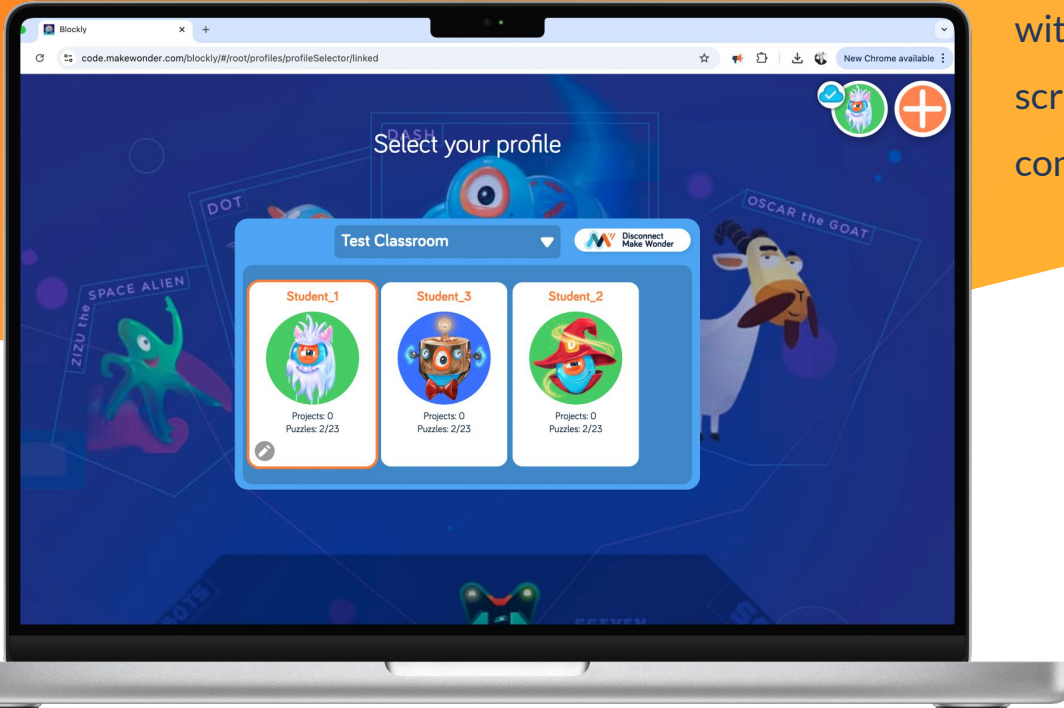 Blockly
code.makewonder.com/blockly/#/root/profiles/profileSelector/linked
New Chrome available
DASH
Select your profile
DOT
OSCAR the GOAT
ZIZU the SPACE ALIEN
Test Classroom
Disconnect
Make Wonder
Student_1
Student_3
Student_2
Projects: 0
Puzzles: 2/23
Projects: 0
Puzzles: 2/23
Projects: 0
Puzzles: 2/23
wit
scr